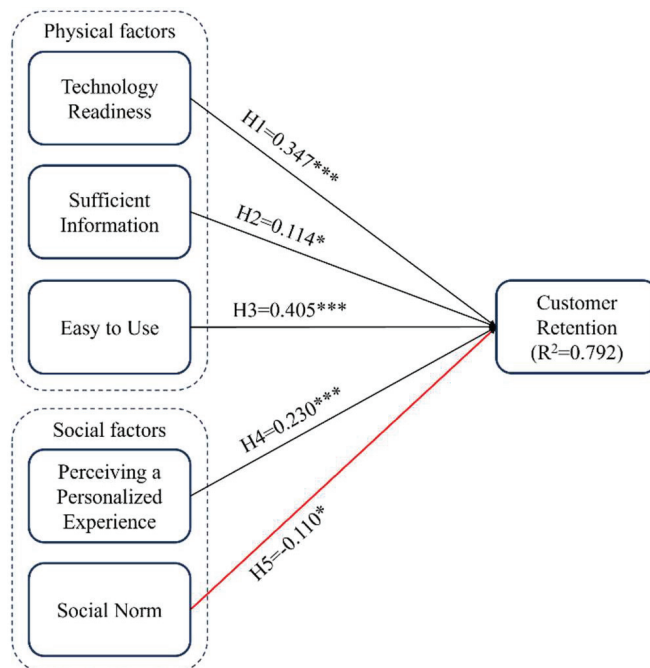 Physical factors
Technology
Readiness
H1=0.347***
Sufficient
Information
H2=0.114*
Easy to Use
H3=0.405***
Customer
Retention
(R²=0.792)
Social factors
Perceiving a
Personalized
Experience
H4=0.230***
Social Norm
H5=-0.110*